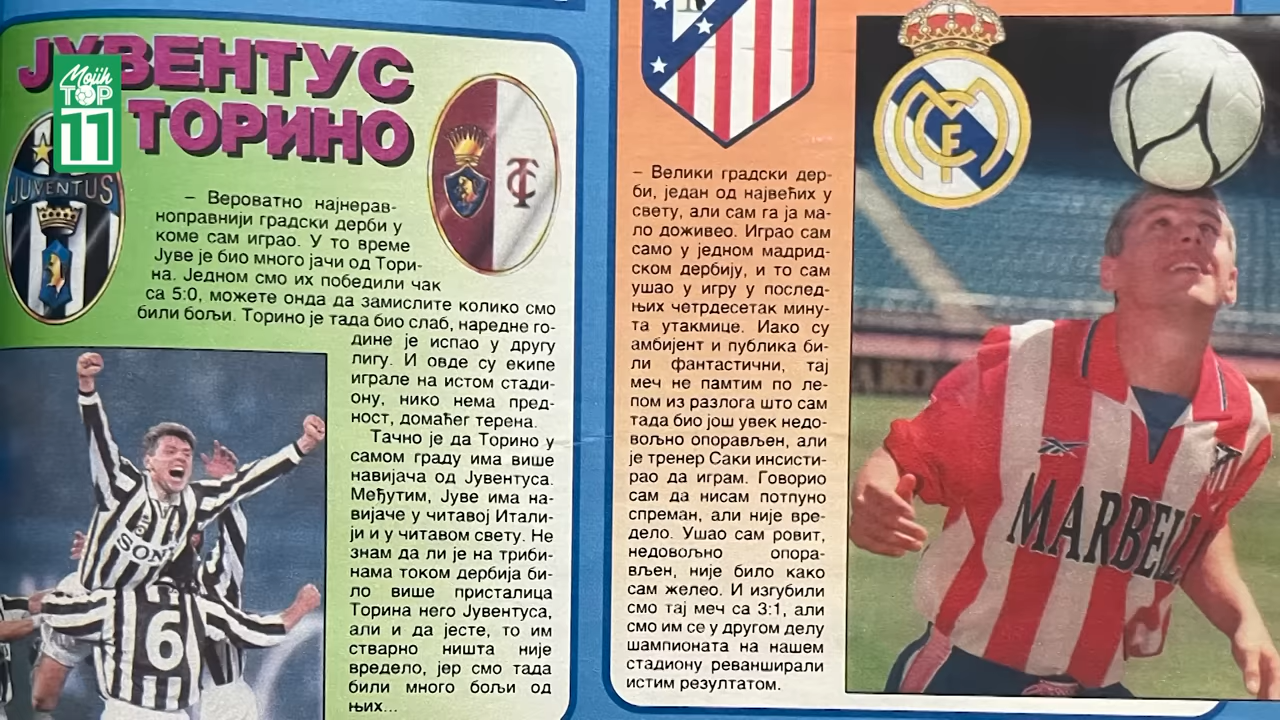 ЈУВЕНТУС
ТОРИНО
Mojih
TOP
11
JUVENTUS
– Вероватно најнерав-
ноправнији градски дерби у
коме сам играо. У то време
Јуве је био много јачи од Тори-
на. Једном смо их победили чак
са 5:0, можете онда да замислите колико смо
били бољи. Торино је тада био слаб, наредне го-
дине је испао у другу
лигу. И овде су екипе
играле на истом стади-
ону, нико нема пред-
ност, домаћег терена.
Тачно је да Торино у
самом граду има више
навијача од Јувентуса.
Међутим, Јуве има на-
вијаче у читавој Итали-
ји и у читавом свету. Не
знам да ли је на триби-
нама током дербија би-
ло више присталица
Торина него Јувентуса,
али и да јесте, то им
стварно ништа није
вредело, јер смо тада
били много бољи од
њих...
SONY
6
– Велики градски дер-
би, један од највећих у
свету, али сам га ја ма-
ло доживео. Играо сам
само у једном мадрид-
ском дербију, и то сам
ушао у игру у послед-
њих четрдесетак мину-
та утакмице. Иако су
амбијент и публика би-
ли фантастични, тај
меч не памтим по ле-
пом из разлога што сам
тада био још увек недо-
вољно опорављен, али
је тренер Саки инсисти-
рао да играм. Говорио
сам да нисам потпуно
спреман, али није вре-
дело. Ушао сам ровит,
недовољно опора-
вљен, није било како
сам желео. И изгубили
смо тај меч са 3:1, али
смо им се у другом делу
шампионата на нашем
стадиону реванширали
истим резултатом.
Reebok
MARBELL